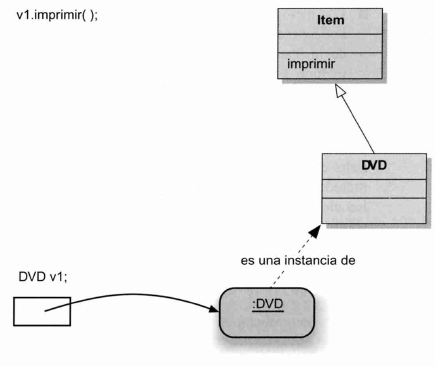 v1.imprimir( );
Item
imprimir
DVD
es una instancia de
DVD v1;
:DVD